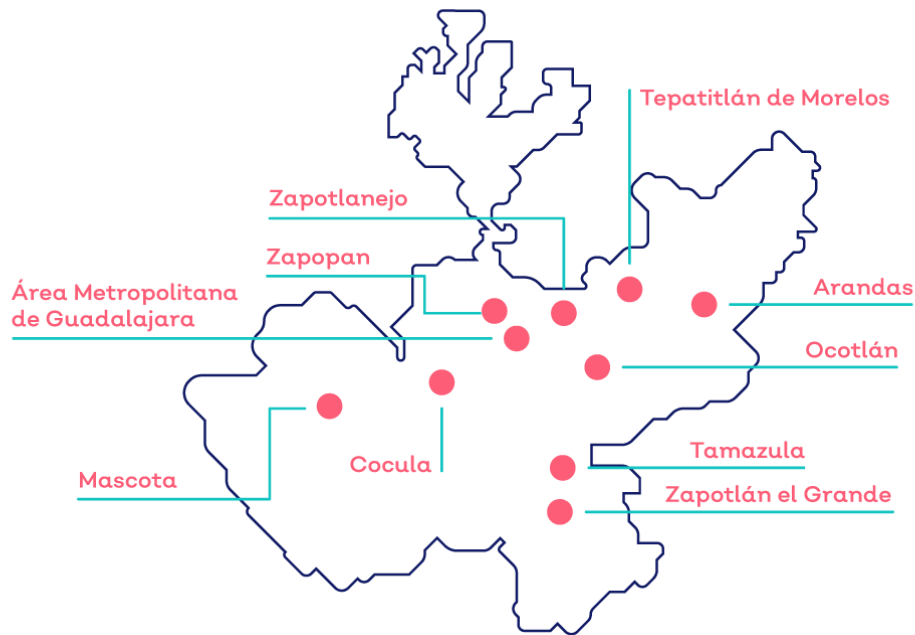 Tepatitlán de Morelos
Zapotlanejo
Zapopan
Área Metropolitana
de Guadalajara
Arandas
Ocotlán
Cocula
Tamazula
Mascota
Zapotlán el Grande